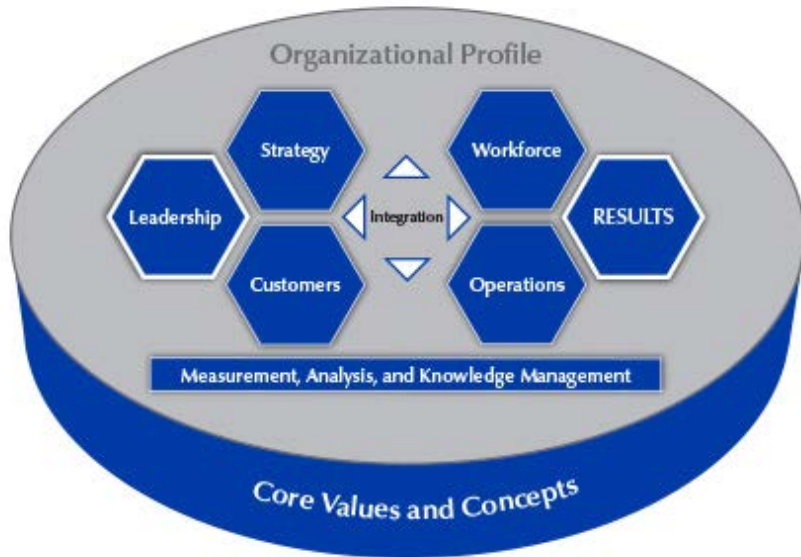 Organizational Profile
Strategy
Workforce
Leadership
Integration
RESULTS
Customers
Operations
Measurement, Analysis, and Knowledge Management
Core Values and Concepts